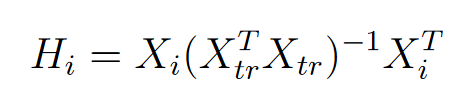 $H_i = X_i(X_{tr}^T X_{tr})^{-1} X_i^T$